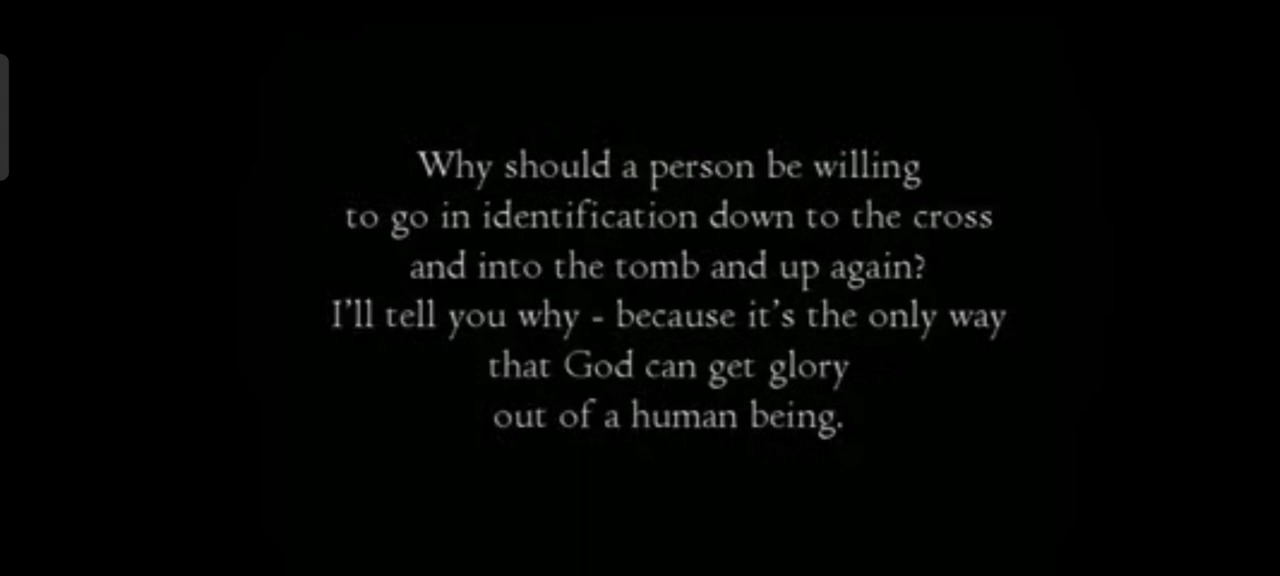 Why should a person be willing
to go in identification down to the cross
and into the tomb and up again?
I'll tell you why - because it's the only way
that God can get glory
out of a human being.